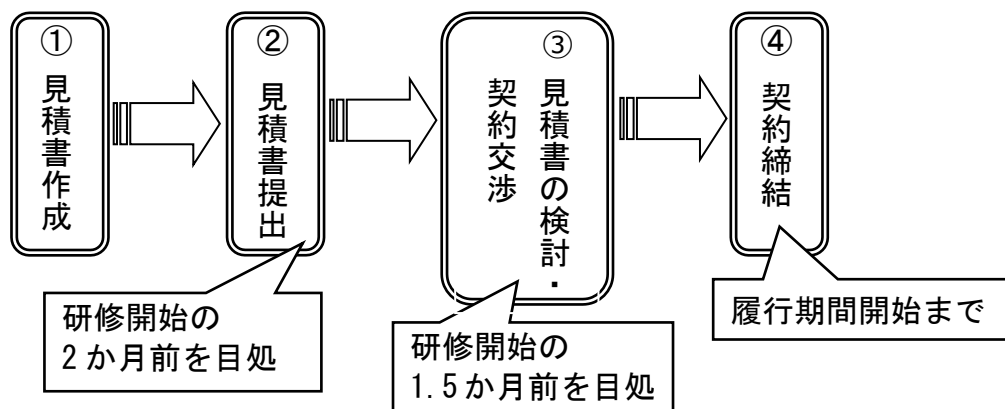 ①
見積書作成
②
見積書提出
③
見積書の検討・
契約交渉
④
契約締結
研修開始の
2か月前を目処
研修開始の
1.5か月前を目処
履行期間開始まで